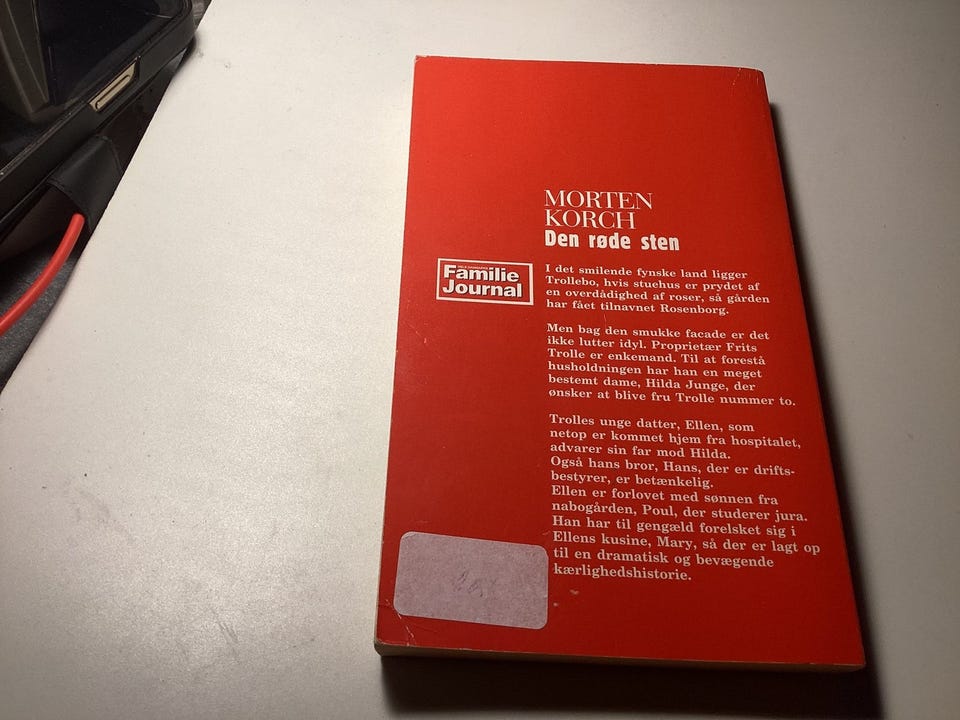 MORTEN
KORCH
Den røde sten
Familie
Journal
I det smilende fynske land ligger
Trollebo, hvis stuehus er prydet af
en overdådighed af roser, så gården
har fået tilnavnet Rosenborg.
Men bag den smukke facade er det
ikke lutter idyl. Proprietær Frits
Trolle er enkemand. Til at forestå
husholdningen har han en meget
bestemt dame, Hilda Junge, der
ønsker at blive fru Trolle nummer to.
Trolles unge datter, Ellen, som
netop er kommet hjem fra hospitalet,
advarer sin far mod Hilda.
Også hans bror, Hans, der er drifts-
bestyrer, er betænkelig.
Ellen er forlovet med sønnen fra
nabogården, Poul, der studerer jura.
Han har til gengæld forelsket sig i
Ellens kusine, Mary, så der er lagt op
til en dramatisk og bevægende
kærlighedshistorie.